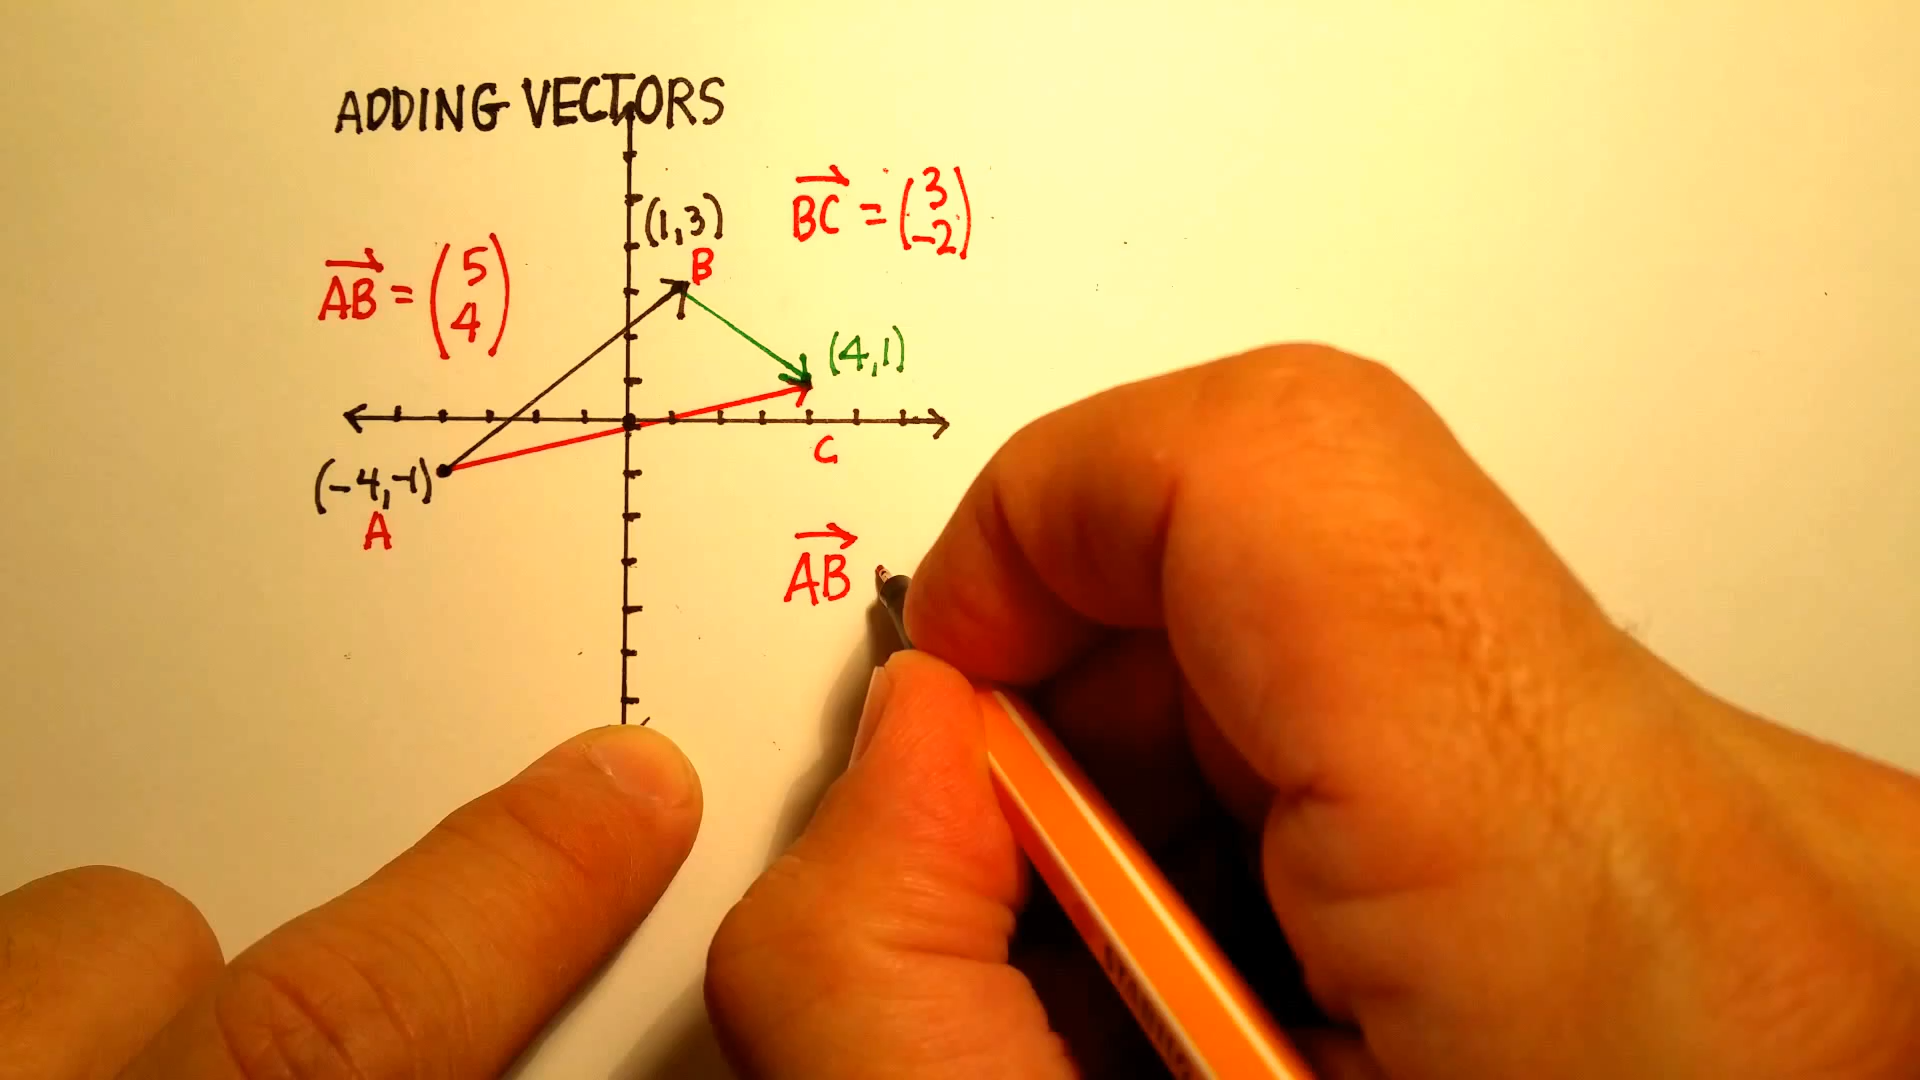 ADDING VECTORS
(1,3)
B
BC = (3 -2)
AB = (5 4)
(4,1)
C
(-4,-1)
A
AB